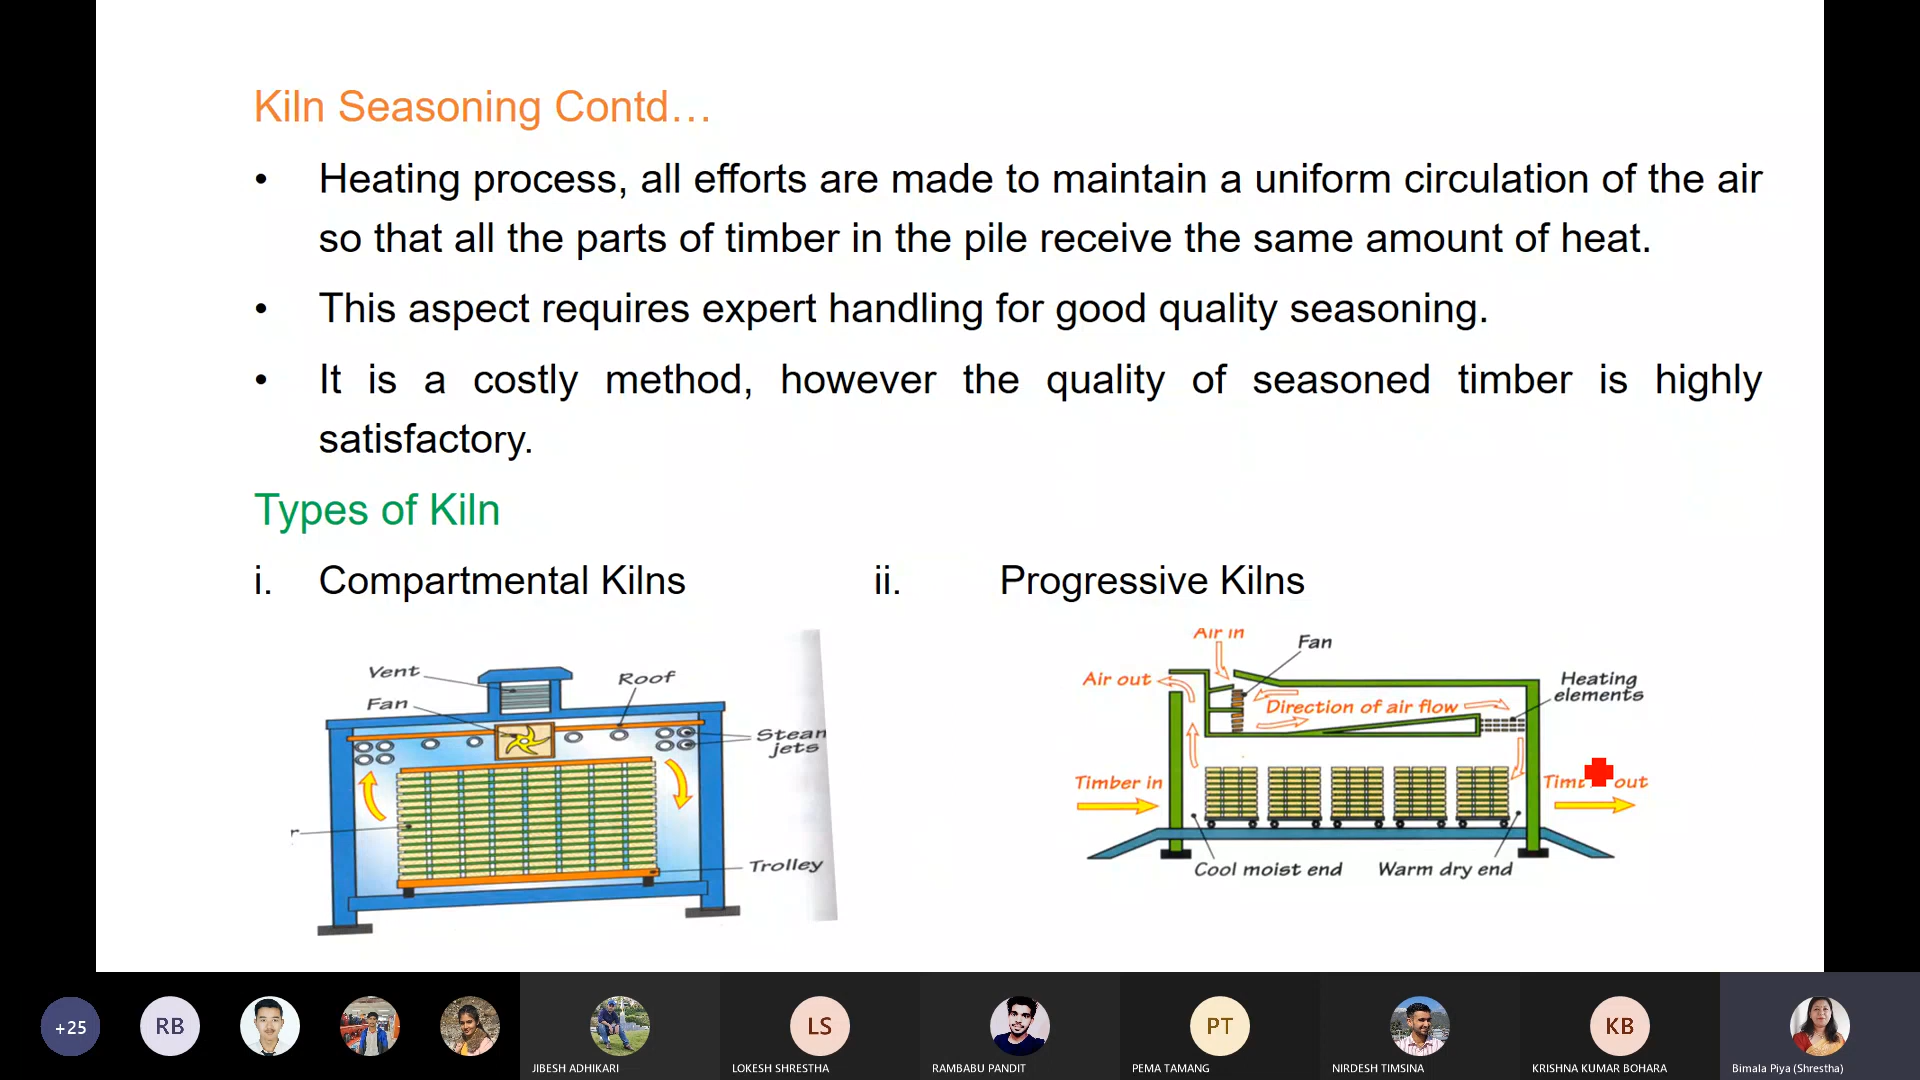 Kiln Seasoning Contd…
• Heating process, all efforts are made to maintain a uniform circulation of the air
so that all the parts of timber in the pile receive the same amount of heat.
• This aspect requires expert handling for good quality seasoning.
• It is a costly method, however the quality of seasoned timber is highly
satisfactory.
Types of Kiln
i. Compartmental Kilns ii. Progressive Kilns
Vent
Roof
Fan
Steam
jets
r
Trolley
Air in
Fan
Air out
Heating
elements
Direction of air flow
Timber in
out
Cool moist end
Warm dry end
+25
RB
LS
PT
KB
JIBESH ADHIKARI
LOKESH SHRESTHA
RAMBABU PANDIT
PEMA TAMANG
NIRDESH TIMSINA
KRISHNA KUMAR BOHARA
Bimala Piya (Shrestha)